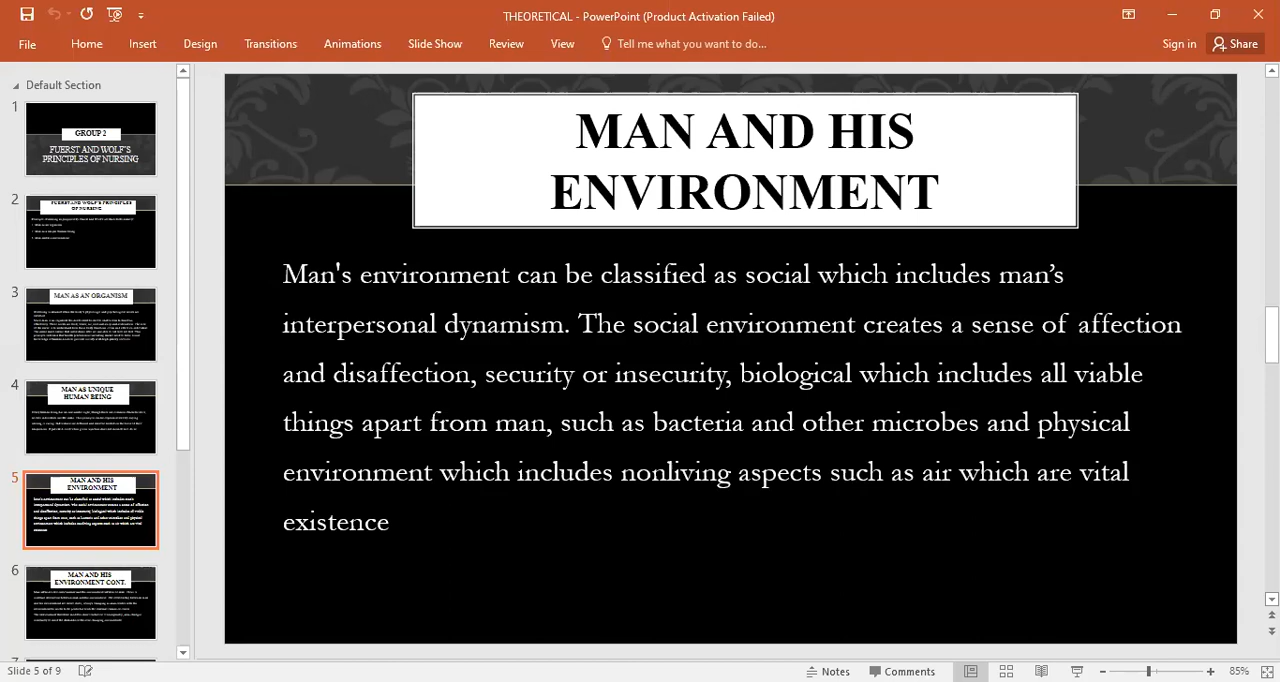 THEORETICAL - PowerPoint (Product Activation Failed)
File Home Insert Design Transitions Animations Slide Show Review View Tell me what you want to do... Sign in Share
Default Section
1
GROUP 2
FUERST AND WOLF'S
PRINCIPLES OF NURSING
2
FUERST AND WOLF'S PRINCIPLES
OF NURSING
3
MAN AS AN ORGANISM
4
MAN AS UNIQUE
HUMAN BEING
5
MAN AND HIS
ENVIRONMENT
6
MAN AND HIS
ENVIRONMENT CONT.
7
MAN AND HIS
ENVIRONMENT
Man's environment can be classified as social which includes man’s
interpersonal dynamism. The social environment creates a sense of affection
and disaffection, security or insecurity, biological which includes all viable
things apart from man, such as bacteria and other microbes and physical
environment which includes nonliving aspects such as air which are vital
existence
Slide 5 of 9 Notes Comments 85%